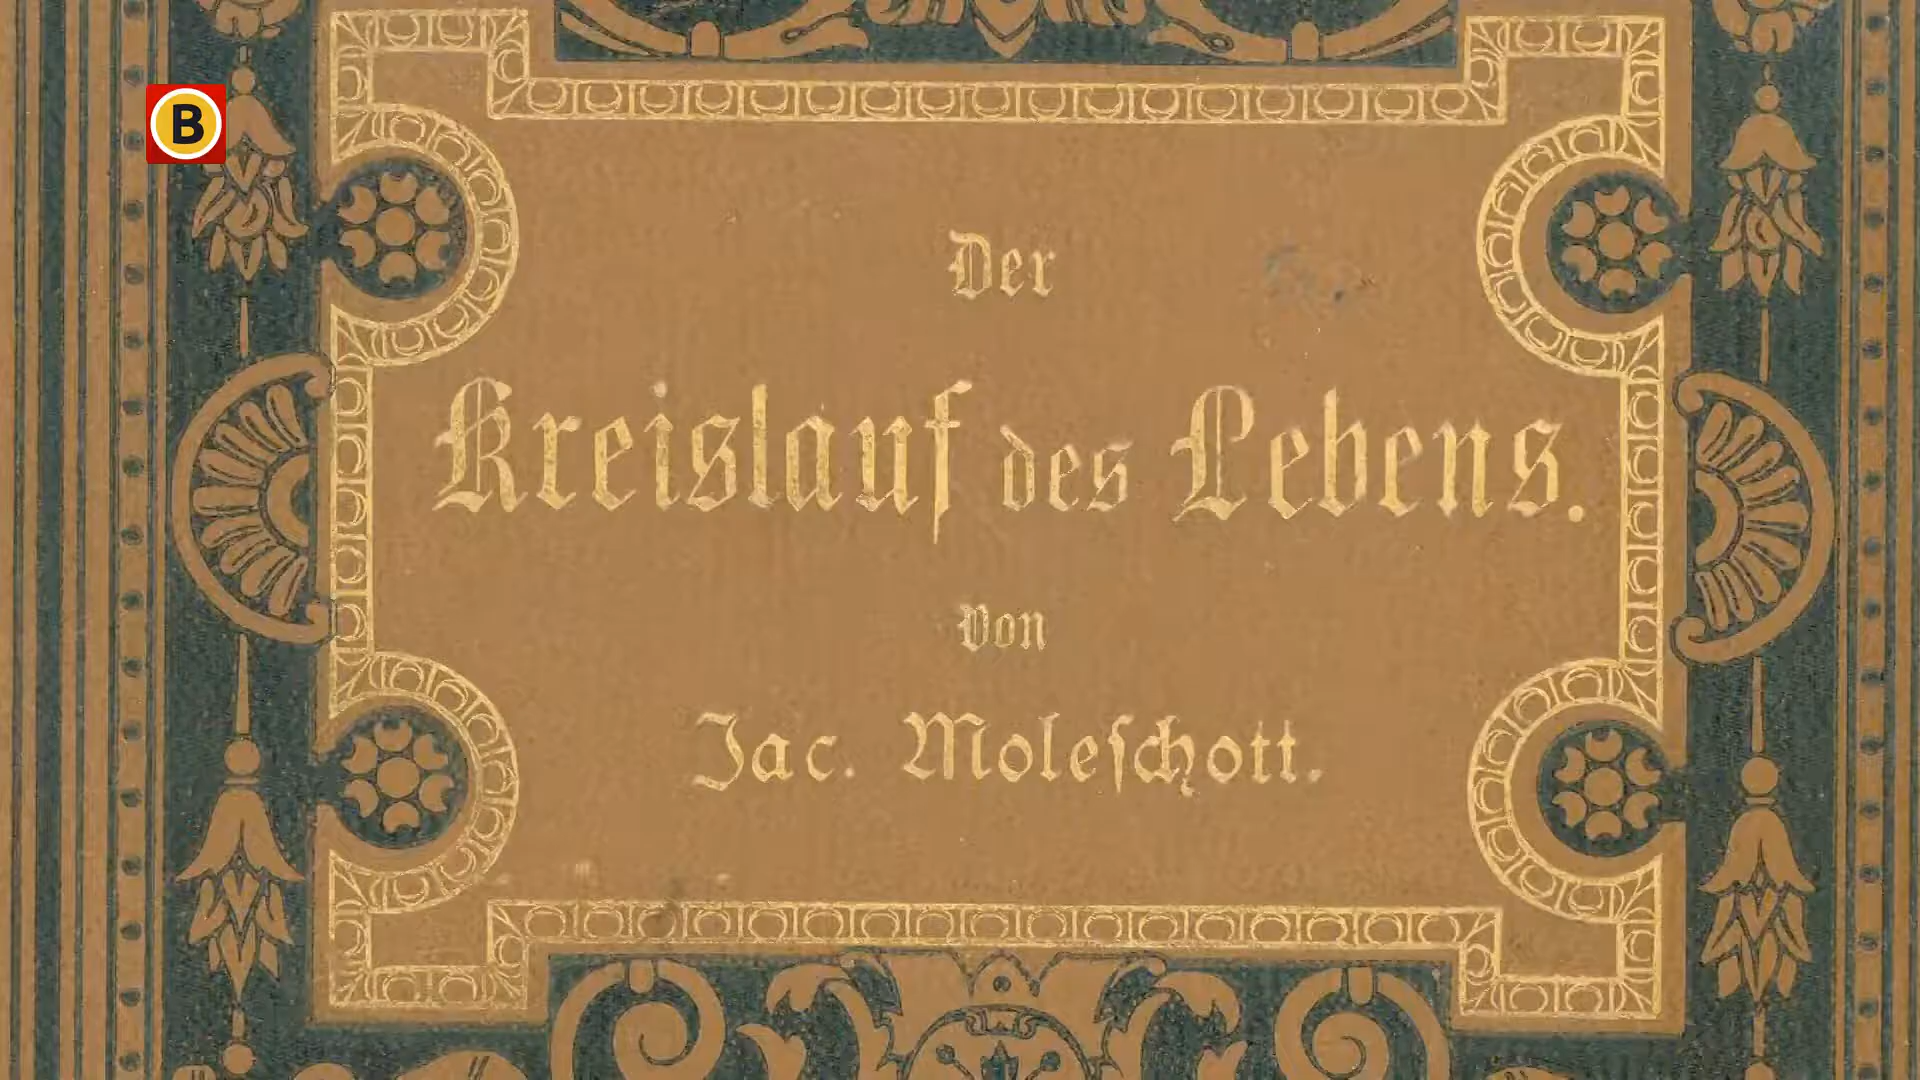 B
Der
Kreislauf des Lebens.
von
Jac. Moleſchott.